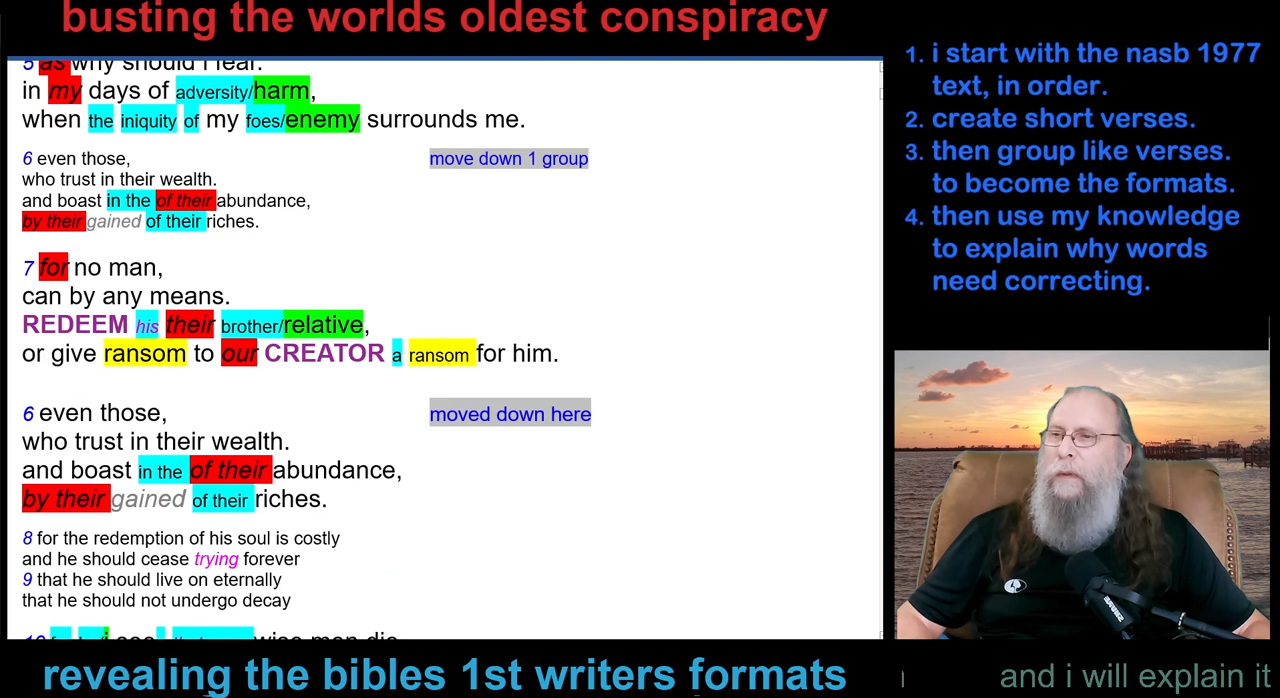 busting the worlds oldest conspiracy
5 as why should i fear.
in my days of adversity/harm,
when the iniquity of my foes/enemy surrounds me.
6 even those,
move down 1 group
who trust in their wealth.
and boast in the of their abundance,
by their gained of their riches.
7 for no man,
can by any means.
REDEEM his their brother/relative,
or give ransom to our CREATOR a ransom for him.
6 even those,
moved down here
who trust in their wealth.
and boast in the of their abundance,
by their gained of their riches.
8 for the redemption of his soul is costly
and he should cease trying forever
9 that he should live on eternally
that he should not undergo decay
wise men die
revealing the bibles 1st writers formats
1. i start with the nasb 1977
text, in order.
2. create short verses.
3. then group like verses.
to become the formats.
4. then use my knowledge
to explain why words
need correcting.
and i will explain it